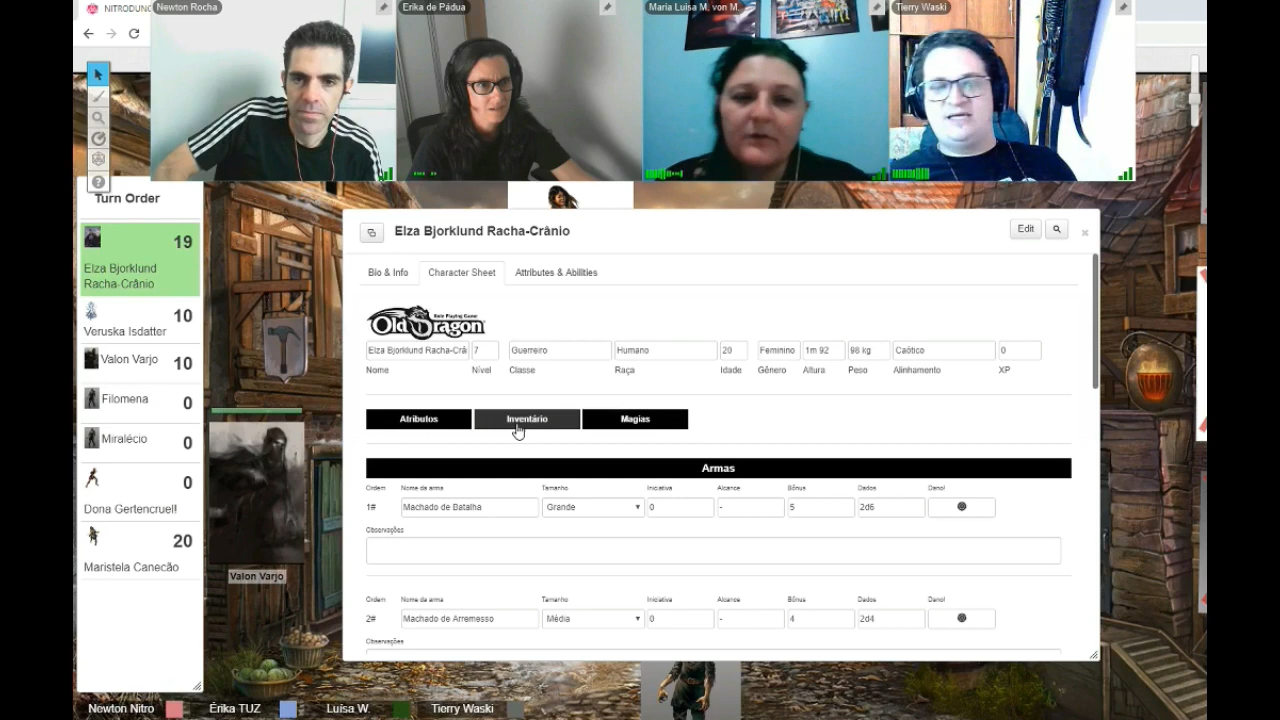 NITRODUNG
Newton Rocha
Erika de Pádua
Maria Luísa M. von M.
Tierry Waski
Turn Order
19
Elza Bjorklund
Racha-Crânio
10
Veruska Isdatter
Valon Varjo 10
Filomena 0
Miralécio 0
0
Dona Gertencruel!
20
Maristela Canecão
Valon Varjo
Elza Bjorklund Racha-Crânio
Edit
Bio & Info Character Sheet Attributes & Abilities
Role Playing Game
Old Dragon
Elza Bjorklund Racha-Crâ 7 Guerreiro Humano 20 Feminino 1m 92 98 kg Caótico 0
Nome Nível Classe Raça Idade Gênero Altura Peso Alinhamento XP
Atributos Inventário Magias
Armas
Ordem Nome da arma Tamanho Iniciativa Alcance Bônus Dados Dano!
1# Machado de Batalha Grande 0 - 5 2d6
Observações
Ordem Nome da arma Tamanho Iniciativa Alcance Bônus Dados Dano!
2# Machado de Arremesso Média 0 - 4 2d4
Observações
Newton Nitro Érika TUZ Luísa W. Tierry Waski